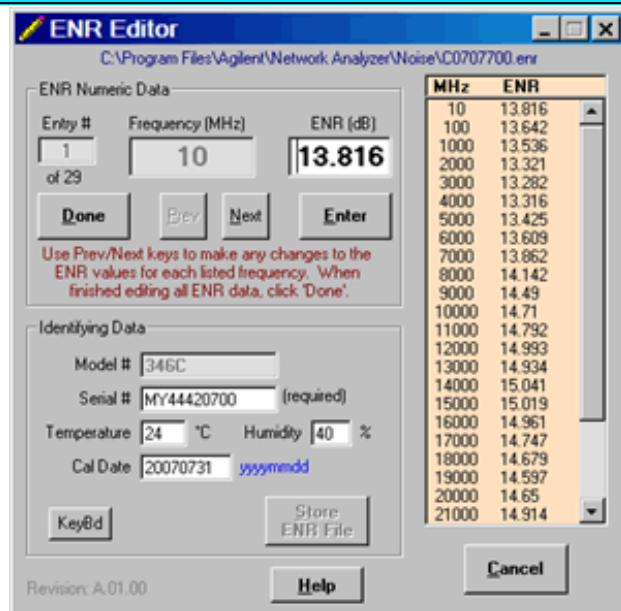 ENR Editor
C:\Program Files\Agilent\Network Analyzer\Noise\C0707700.enr
ENR Numeric Data
Entry # Frequency (MHz) ENR (dB)
1 10 13.816
of 29
Done Prev Next Enter
Use Prev/Next keys to make any changes to the
ENR values for each listed frequency. When
finished editing all ENR data, click 'Done'.
Identifying Data
Model # 346C
Serial # MY44420700 (required)
Temperature 24 °C Humidity 40 %
Cal Date 20070731 yyyymmdd
KeyBd Store ENR File
Revision: A.01.00 Help
MHz ENR
10 13.816
100 13.642
1000 13.536
2000 13.321
3000 13.282
4000 13.316
5000 13.425
6000 13.609
7000 13.862
8000 14.142
9000 14.49
10000 14.71
11000 14.792
12000 14.993
13000 14.934
14000 15.041
15000 15.019
16000 14.961
17000 14.747
18000 14.679
19000 14.597
20000 14.65
21000 14.914
Cancel